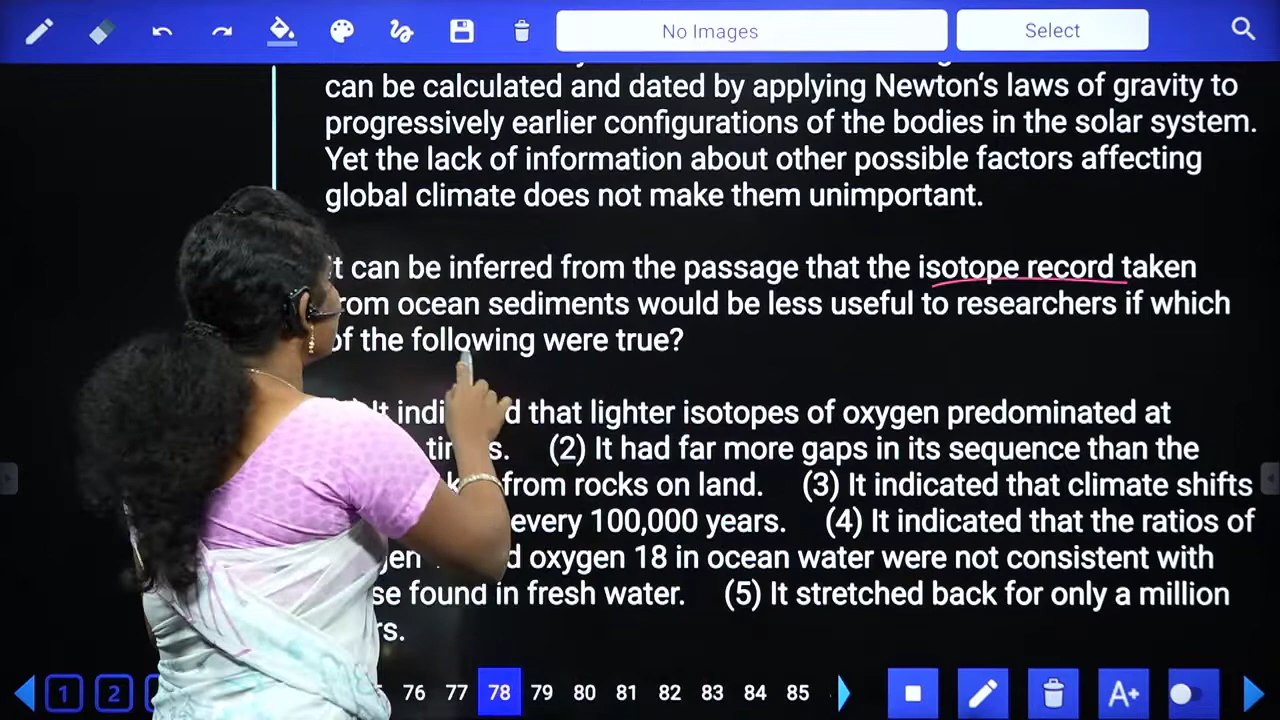 No Images
Select
can be calculated and dated by applying Newton's laws of gravity to
progressively earlier configurations of the bodies in the solar system.
Yet the lack of information about other possible factors affecting
global climate does not make them unimportant.
It can be inferred from the passage that the isotope record taken
from ocean sediments would be less useful to researchers if which
of the following were true?
It that lighter isotopes of oxygen predominated at
(2) It had far more gaps in its sequence than the
from rocks on land. (3) It indicated that climate shifts
every 100,000 years. (4) It indicated that the ratios of
oxygen 18 in ocean water were not consistent with
found in fresh water. (5) It stretched back for only a million
1 2 76 77 78 79 80 81 82 83 84 85 A+